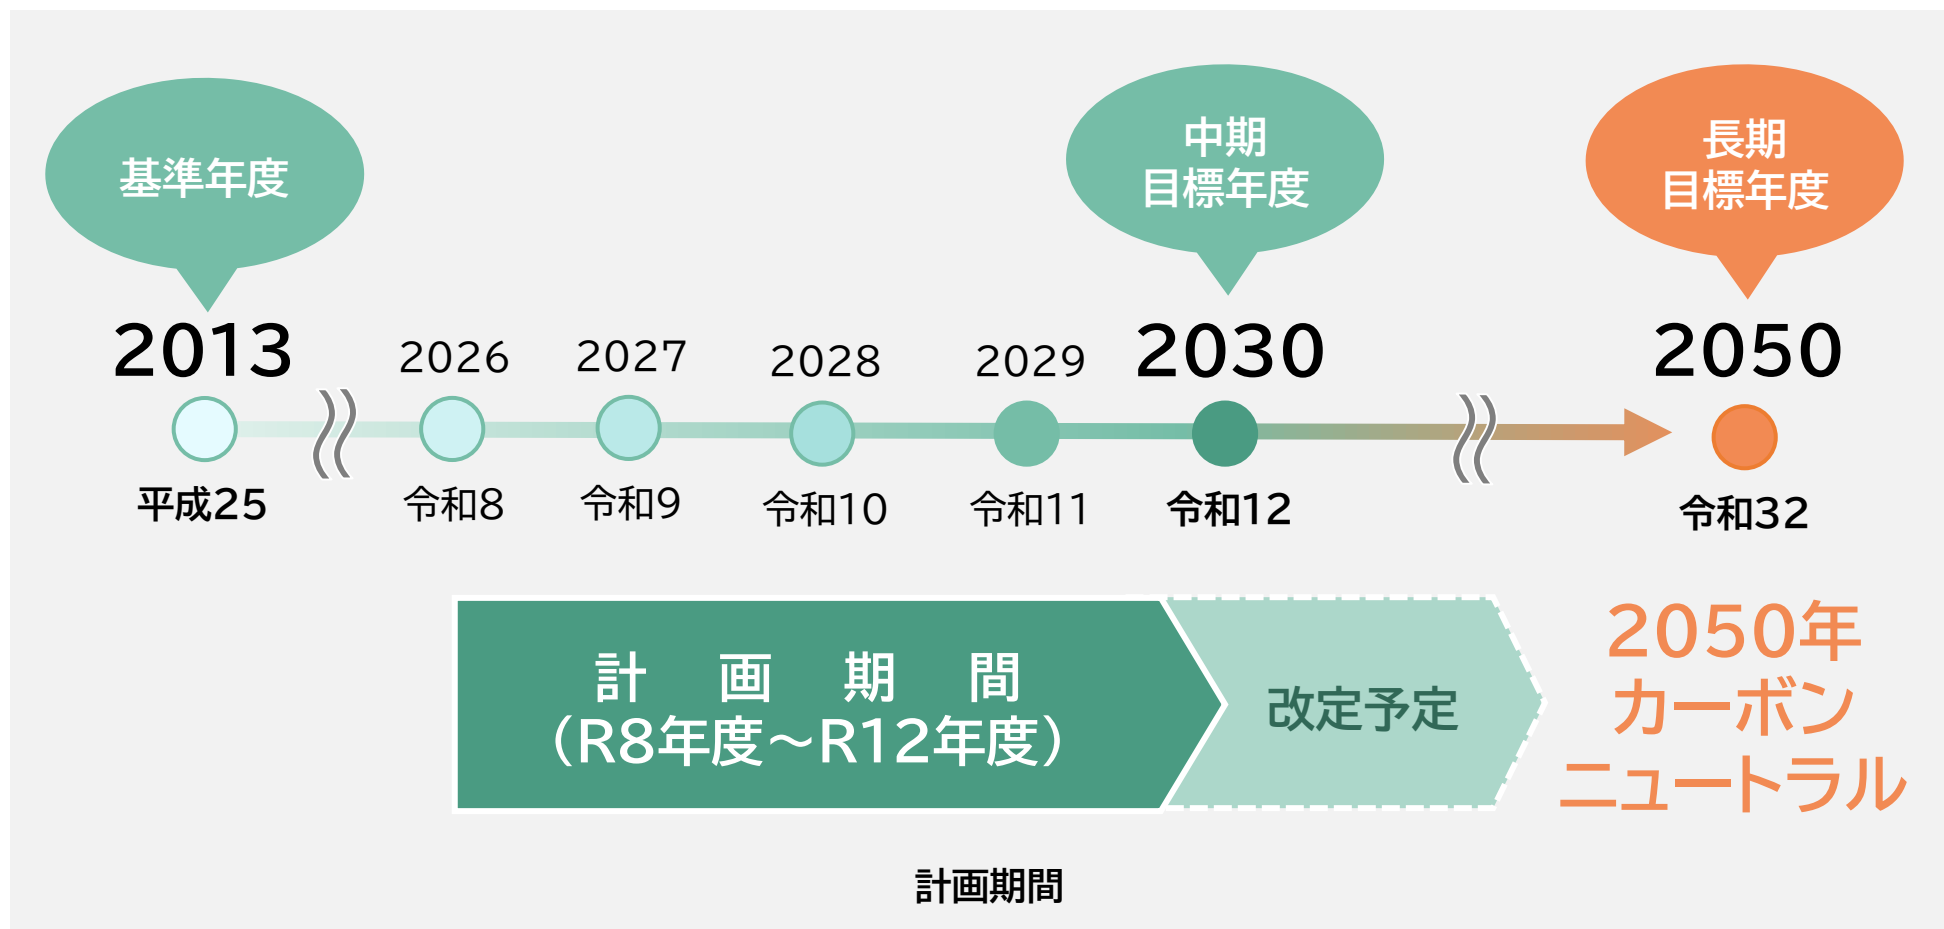 基準年度
中期
目標年度
長期
目標年度
2013
2026
2027
2028
2029
2030
2050
平成25
令和8
令和9
令和10
令和11
令和12
令和32
計画期間
（R8年度～R12年度）
改定予定
2050年
カーボン
ニュートラル
計画期間